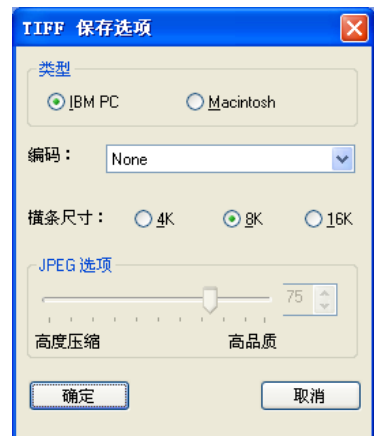 TIFF 保存选项
类型
IBM PC Macintosh
编码： None
横条尺寸： 4K 8K 16K
JPEG 选项
75
高度压缩 高品质
确定 取消